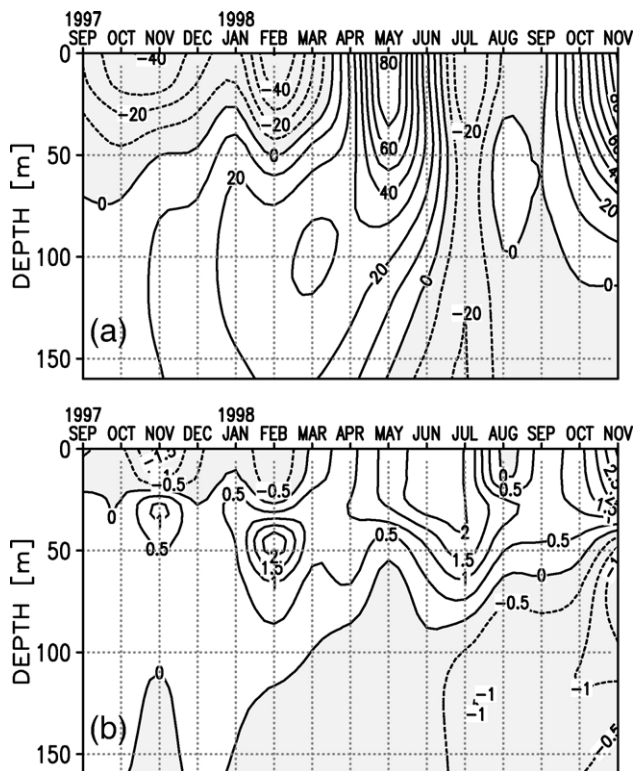 1997 1998
SEP OCT NOV DEC JAN FEB MAR APR MAY JUN JUL AUG SEP OCT NOV
0 -40 -40 80
-20 -20 -20
50 0 60
20 40 20
0 0
DEPTH [m]
100 20 0 0
-20
(a)
150
1997 1998
SEP OCT NOV DEC JAN FEB MAR APR MAY JUN JUL AUG SEP OCT NOV
0 -1.5 0
-1 -0.5 -0.5 0.5
0 0.5 2
50 0.5 2 0.5 1.5 0.5
1.5 1 0
1 -0.5
DEPTH [m]
100
0 -1
-1
-1
(b)
150 -0.5